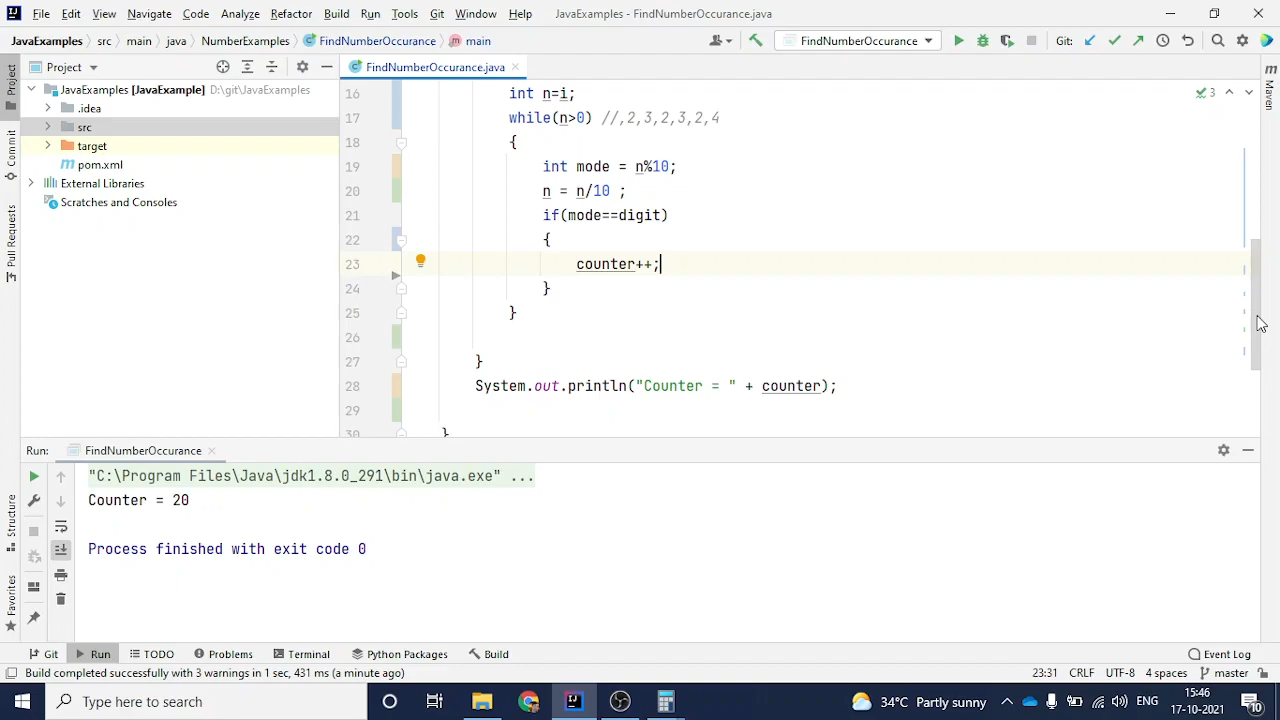 File Edit View Navigate Code Analyze Refactor Build Run Tools Git Window Help JavaExamples - FindNumberOccurance.java
JavaExamples src main java NumberExamples FindNumberOccurance main FindNumberOccurance Git:
Project FindNumberOccurance.java
JavaExamples [JavaExample] D:\git\JavaExamples
.idea
src
target
pom.xml
External Libraries
Scratches and Consoles
Project
Commit
Pull Requests
Structure
Favorites
Maven
3
16 int n=i;
17 while(n>0) //,2,3,2,3,2,4
18 {
19 int mode = n%10;
20 n = n/10 ;
21 if(mode==digit)
22 {
23 counter++;
24 }
25 }
26
27 }
28 System.out.println("Counter = " + counter);
29
30 }
Run: FindNumberOccurance
"C:\Program Files\Java\jdk1.8.0_291\bin\java.exe" ...
Counter = 20
Process finished with exit code 0
Git Run TODO Problems Terminal Python Packages Build Event Log
Build completed successfully with 3 warnings in 1 sec, 431 ms (a minute ago) 23:31 CRLF UTF-8 4 spaces master
Type here to search 34°C Partly sunny ENG 15:46
17-10-2021 10